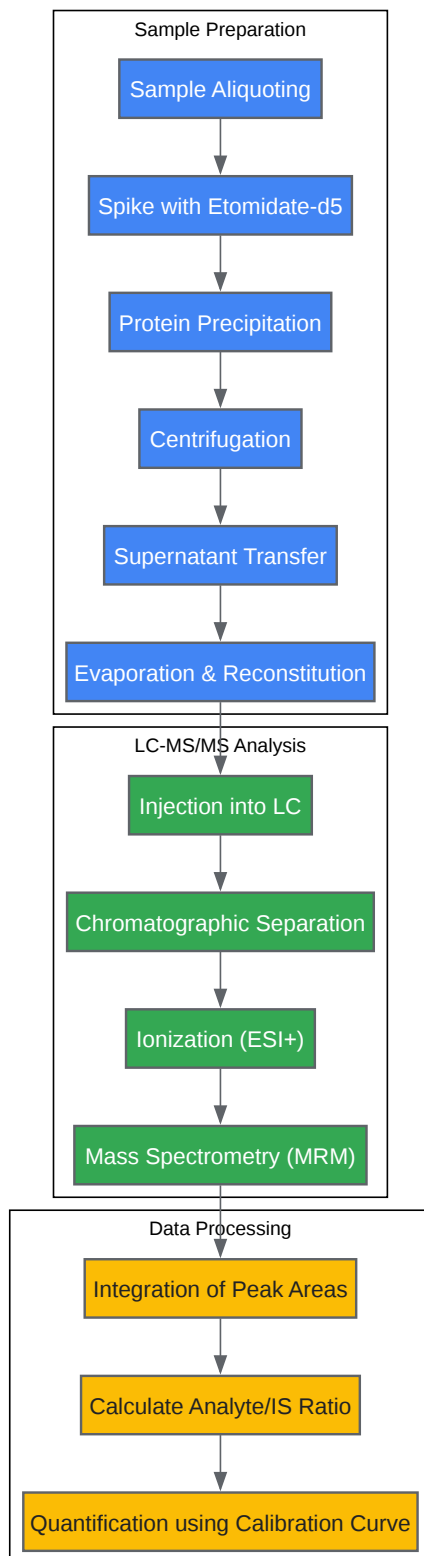 Sample Preparation
Sample Aliquoting
Spike with Etomidate-d5
Protein Precipitation
Centrifugation
Supernatant Transfer
Evaporation & Reconstitution
LC-MS/MS Analysis
Injection into LC
Chromatographic Separation
Ionization (ESI+)
Mass Spectrometry (MRM)
Data Processing
Integration of Peak Areas
Calculate Analyte/IS Ratio
Quantification using Calibration Curve